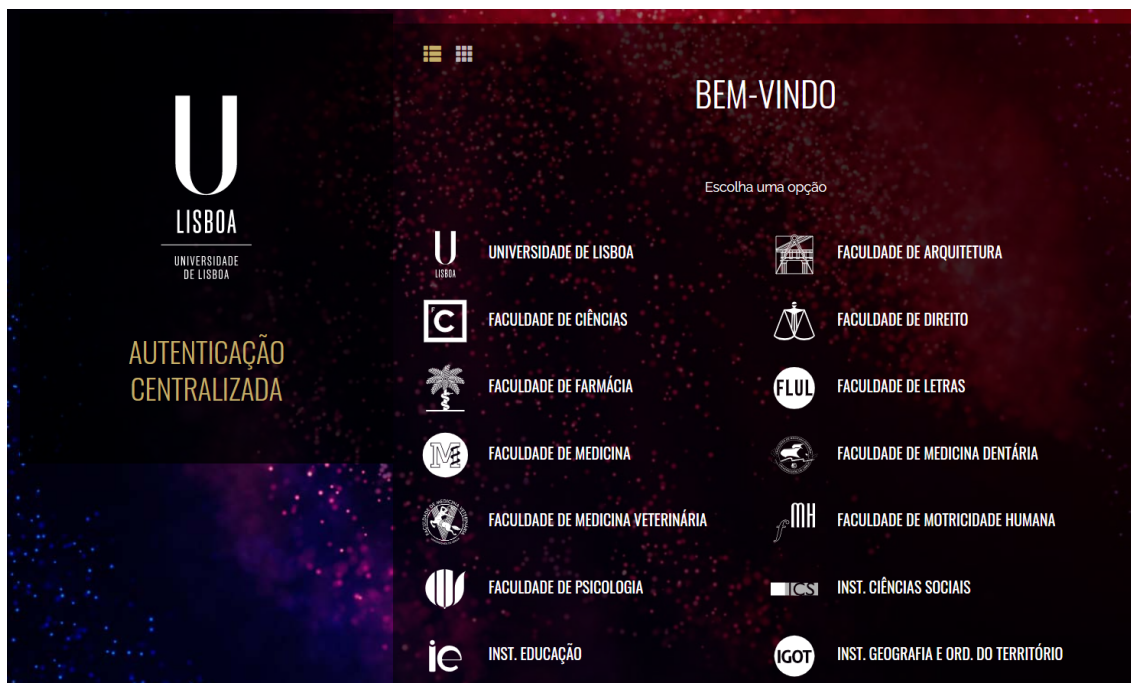 U
LISBOA
UNIVERSIDADE
DE LISBOA
AUTENTICAÇÃO
CENTRALIZADA
BEM-VINDO
Escolha uma opção
U
LISBOA
UNIVERSIDADE DE LISBOA
FACULDADE DE ARQUITETURA
C
FACULDADE DE CIÊNCIAS
FACULDADE DE DIREITO
FACULDADE DE FARMÁCIA
FLUL
FACULDADE DE LETRAS
M
FACULDADE DE MEDICINA
FACULDADE DE MEDICINA DENTÁRIA
FACULDADE DE MEDICINA VETERINÁRIA
fMH
FACULDADE DE MOTRICIDADE HUMANA
FACULDADE DE PSICOLOGIA
ICS
INST. CIÊNCIAS SOCIAIS
ie
INST. EDUCAÇÃO
IGOT
INST. GEOGRAFIA E ORD. DO TERRITÓRIO